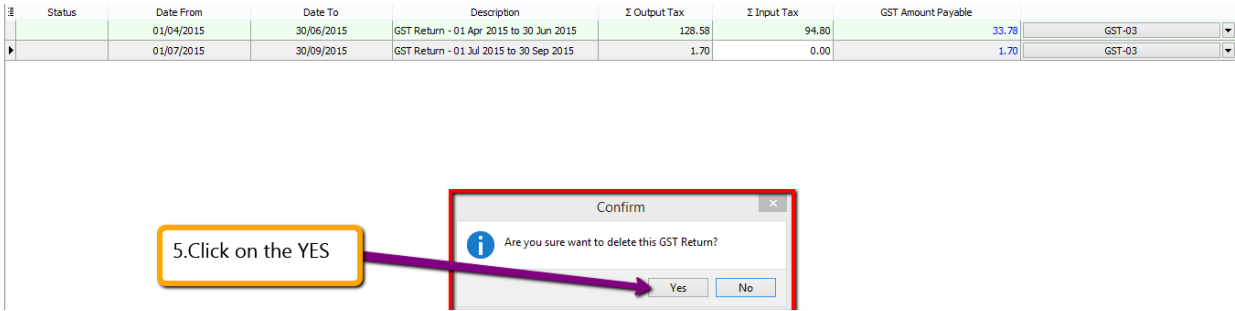 Status Date From Date To Description Σ Output Tax Σ Input Tax GST Amount Payable
01/04/2015 30/06/2015 GST Return - 01 Apr 2015 to 30 Jun 2015 128.58 94.80 33.78 GST-03
01/07/2015 30/09/2015 GST Return - 01 Jul 2015 to 30 Sep 2015 1.70 0.00 1.70 GST-03
Confirm
Are you sure want to delete this GST Return?
5.Click on the YES
Yes No